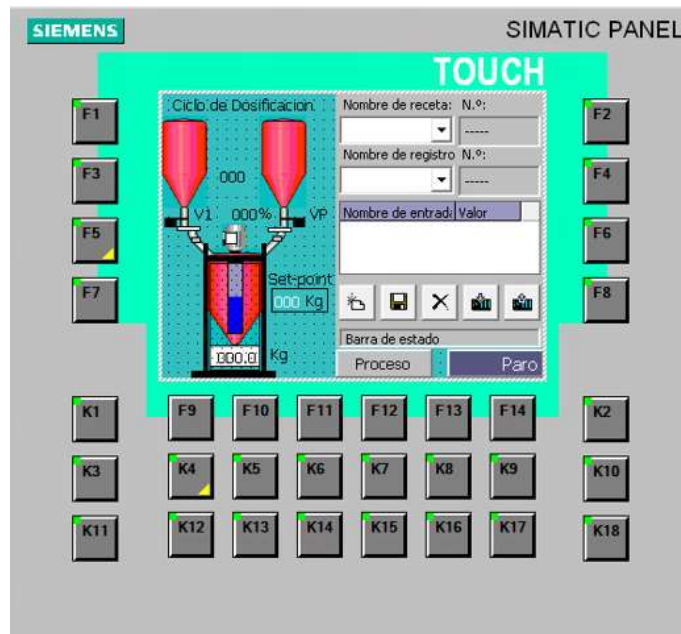 SIEMENS
SIMATIC PANEL
TOUCH
F1
F2
F3
F4
F5
F6
F7
F8
Ciclo de Dosificacion
000
V1 000% VP
Set-point
000 Kg
000.0 Kg
Nombre de receta: N.º:
-----
Nombre de registro N.º:
-----
Nombre de entrada Valor
Barra de estado
Proceso Paro
K1 F9 F10 F11 F12 F13 F14 K2
K3 K4 K5 K6 K7 K8 K9 K10
K11 K12 K13 K14 K15 K16 K17 K18